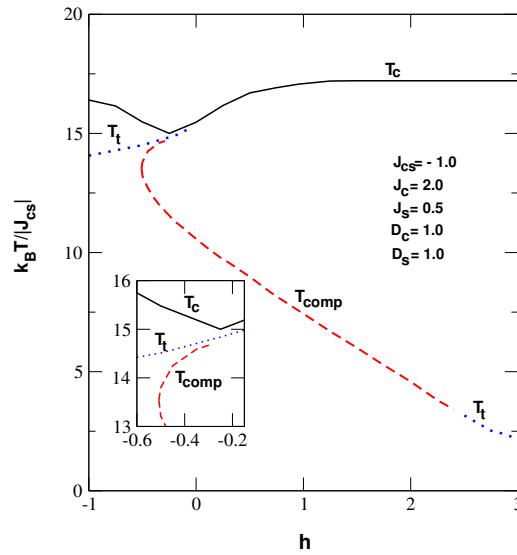 20
T_c
15
T_t
J_cs = - 1.0
J_c = 2.0
J_s = 0.5
D_c = 1.0
D_s = 1.0
k_B T/|J_cs|
10
16
T_c
15
T_t
14
T_comp
13
-0.6 -0.4 -0.2
T_comp
5
T_t
0
-1 0 1 2 3
h